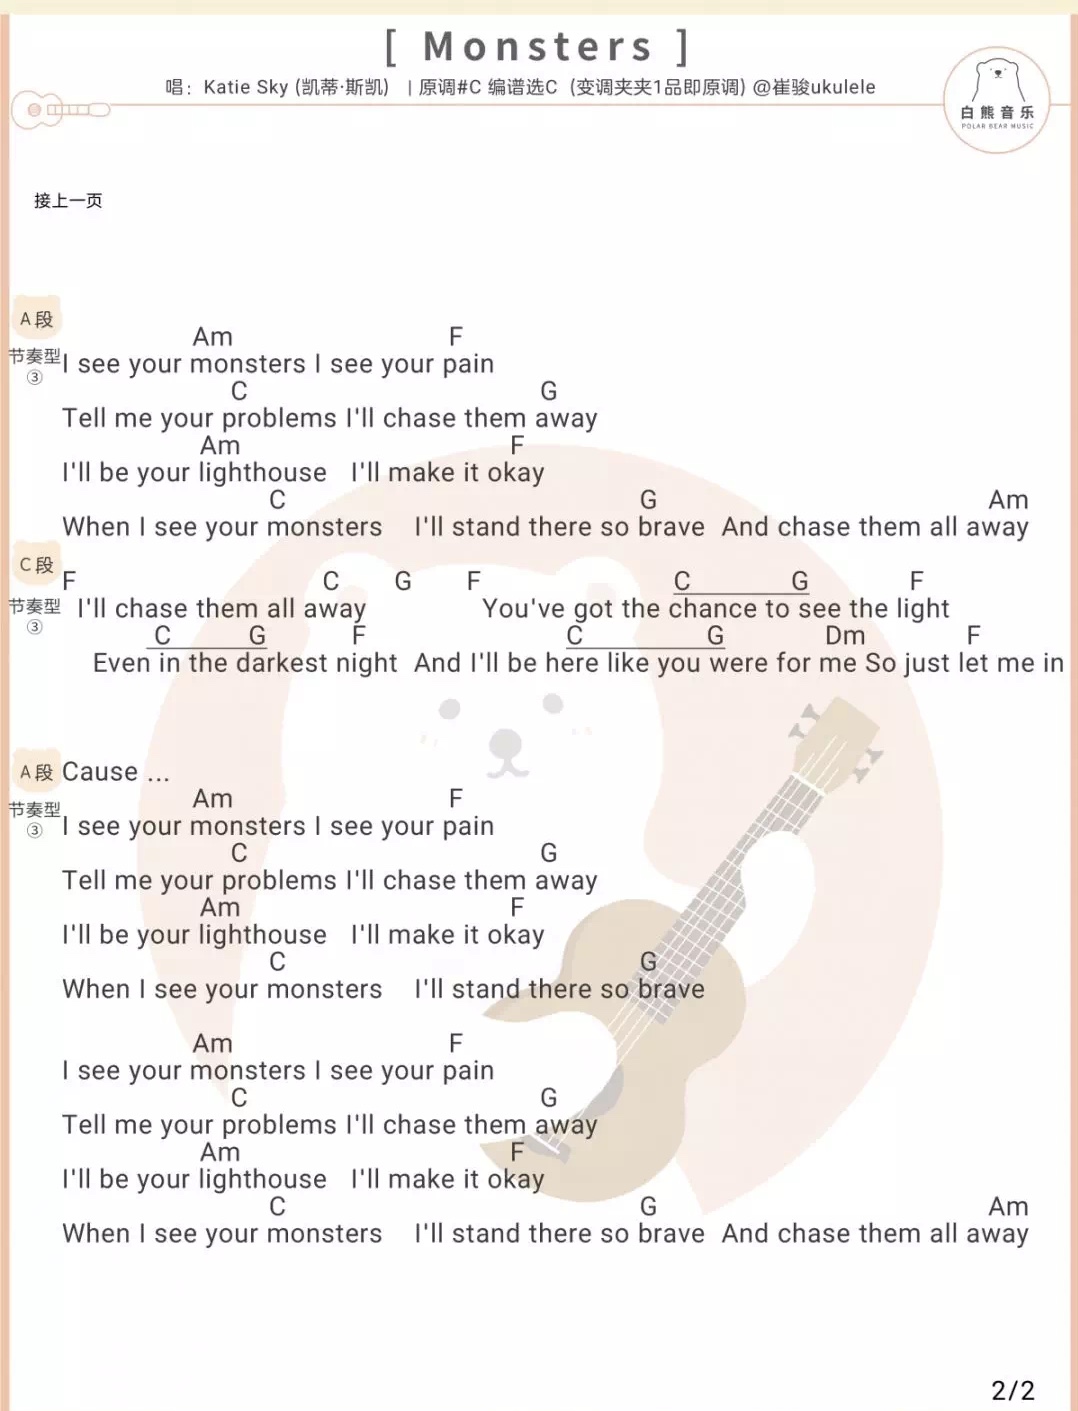 [ Monsters ]
唱：Katie Sky (凯蒂·斯凯) | 原调#C 编谱选C (变调夹夹1品即原调) @崔骏ukulele
白熊音乐
POLAR BEAR MUSIC
接上一页
A段
节奏型
③
Am F
I see your monsters I see your pain
C G
Tell me your problems I'll chase them away
Am F
I'll be your lighthouse I'll make it okay
C G Am
When I see your monsters I'll stand there so brave And chase them all away
C段
节奏型
③
F C G F C G F
I'll chase them all away You've got the chance to see the light
C G F C G Dm F
Even in the darkest night And I'll be here like you were for me So just let me in
A段
节奏型
③
Cause ...
Am F
I see your monsters I see your pain
C G
Tell me your problems I'll chase them away
Am F
I'll be your lighthouse I'll make it okay
C G
When I see your monsters I'll stand there so brave
Am F
I see your monsters I see your pain
C G
Tell me your problems I'll chase them away
Am F
I'll be your lighthouse I'll make it okay
C G Am
When I see your monsters I'll stand there so brave And chase them all away
2/2